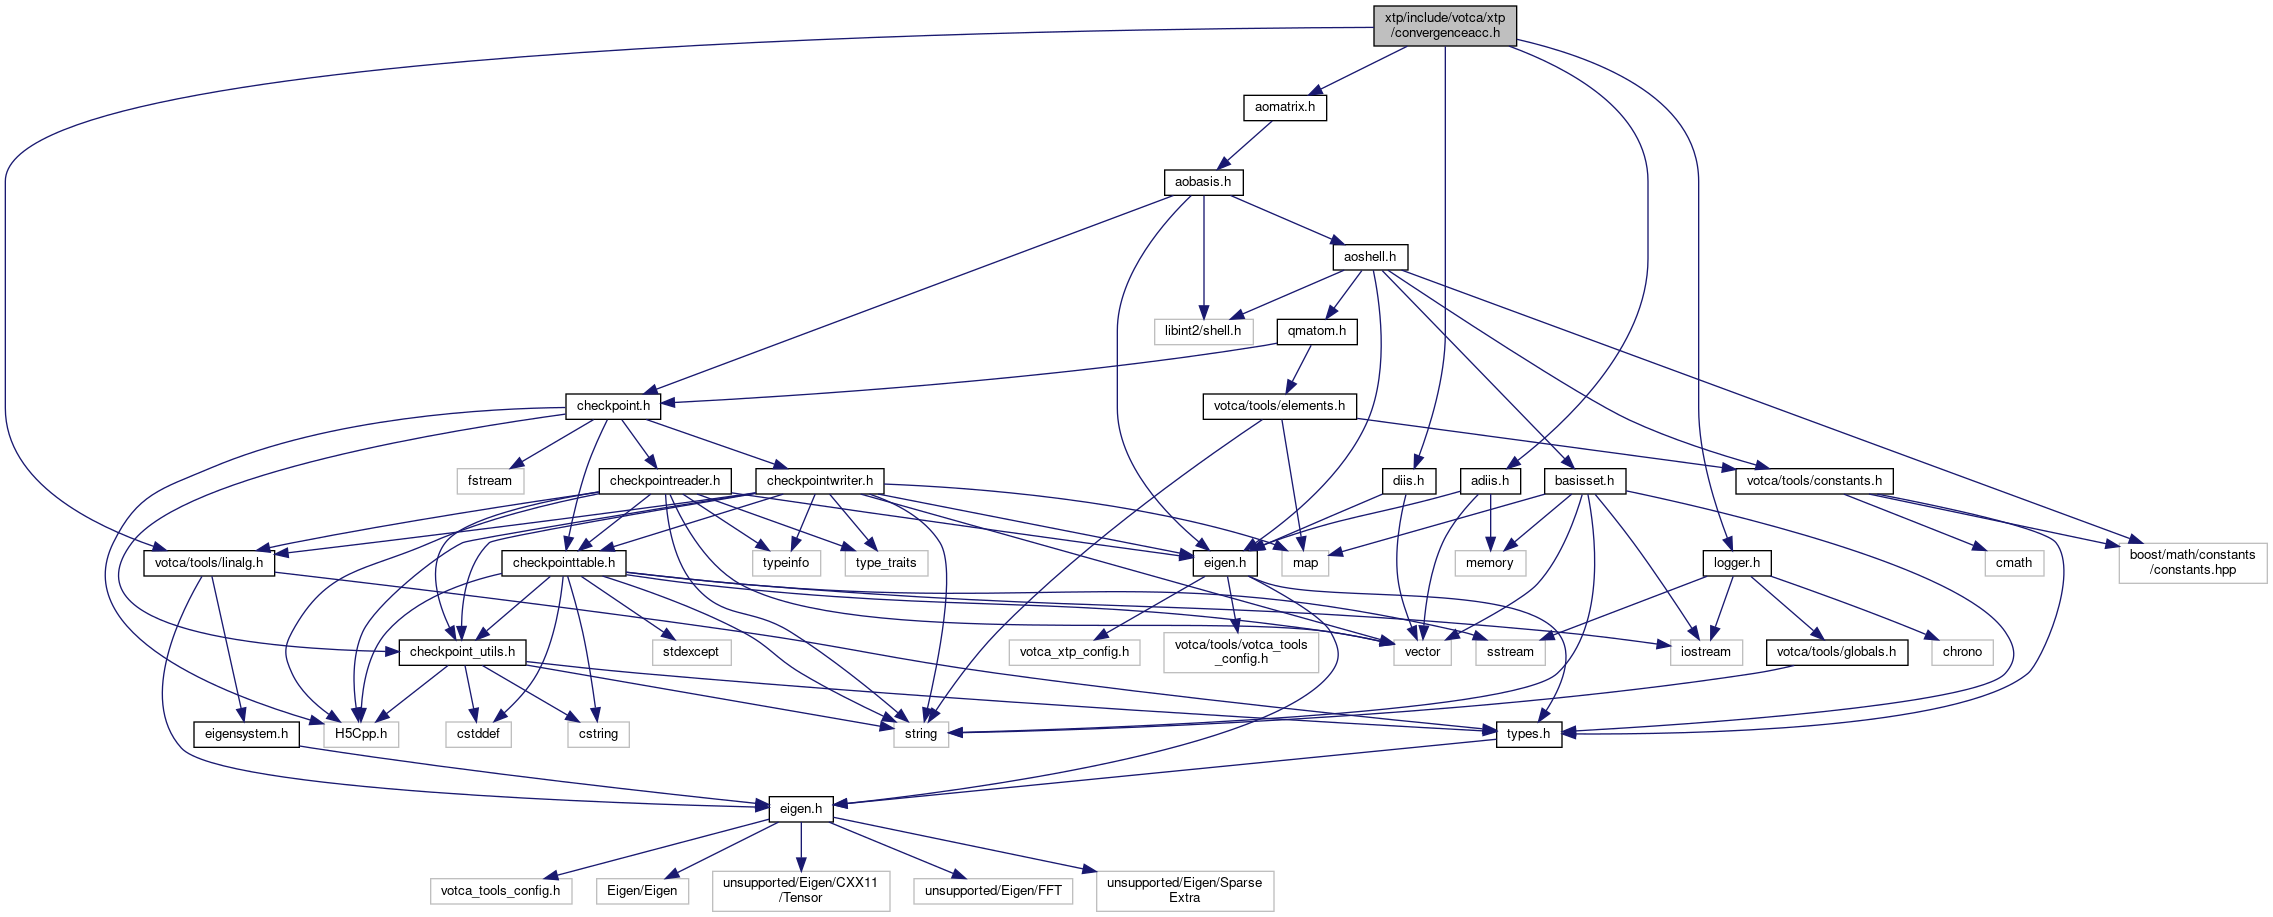 xtp/include/votca/xtp
/convergenceacc.h
aomatrix.h
aobasis.h
aoshell.h
libint2/shell.h
qmatom.h
checkpoint.h
votca/tools/elements.h
fstream
checkpointreader.h
checkpointwriter.h
diis.h
adiis.h
basisset.h
votca/tools/constants.h
votca/tools/linalg.h
checkpointtable.h
typeinfo
type_traits
eigen.h
map
memory
logger.h
cmath
boost/math/constants
/constants.hpp
checkpoint_utils.h
stdexcept
votca_xtp_config.h
votca/tools/votca_tools
_config.h
vector
sstream
iostream
votca/tools/globals.h
chrono
eigensystem.h
H5Cpp.h
cstddef
cstring
string
types.h
eigen.h
votca_tools_config.h
Eigen/Eigen
unsupported/Eigen/CXX11
/Tensor
unsupported/Eigen/FFT
unsupported/Eigen/Sparse
Extra